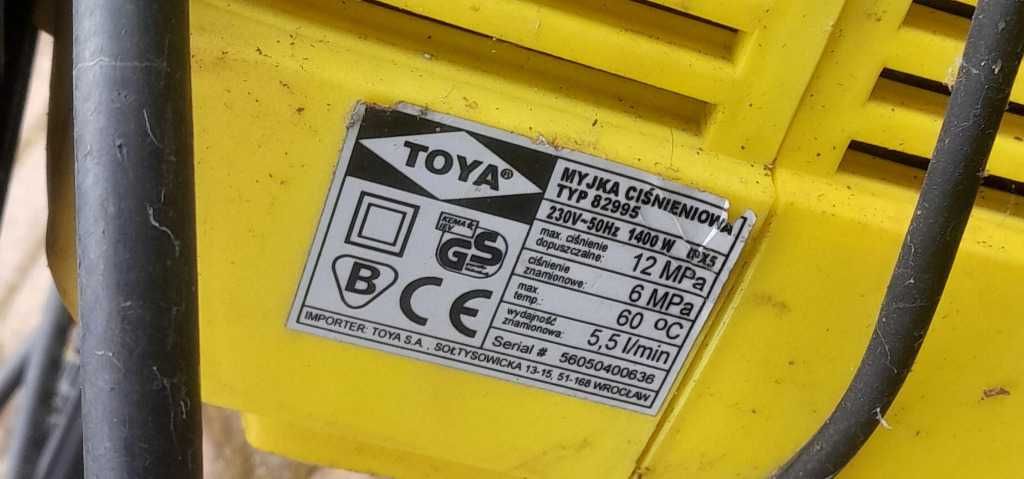 TOYA®
MYJKA CIŚNIENIOWA
TYP 82995
230V~50Hz 1400 W IPX5
max. ciśnienie dopuszczalne: 12 MPa
ciśnienie znamionowe: 6 MPa
max. temp.: 60 ºC
wydajność znamionowa: 5,5 l/min
Serial # 56050400636
KEMA
GS
B
CE
IMPORTER: TOYA S.A., SOŁTYSOWICKA 13-15, 51-168 WROCŁAW